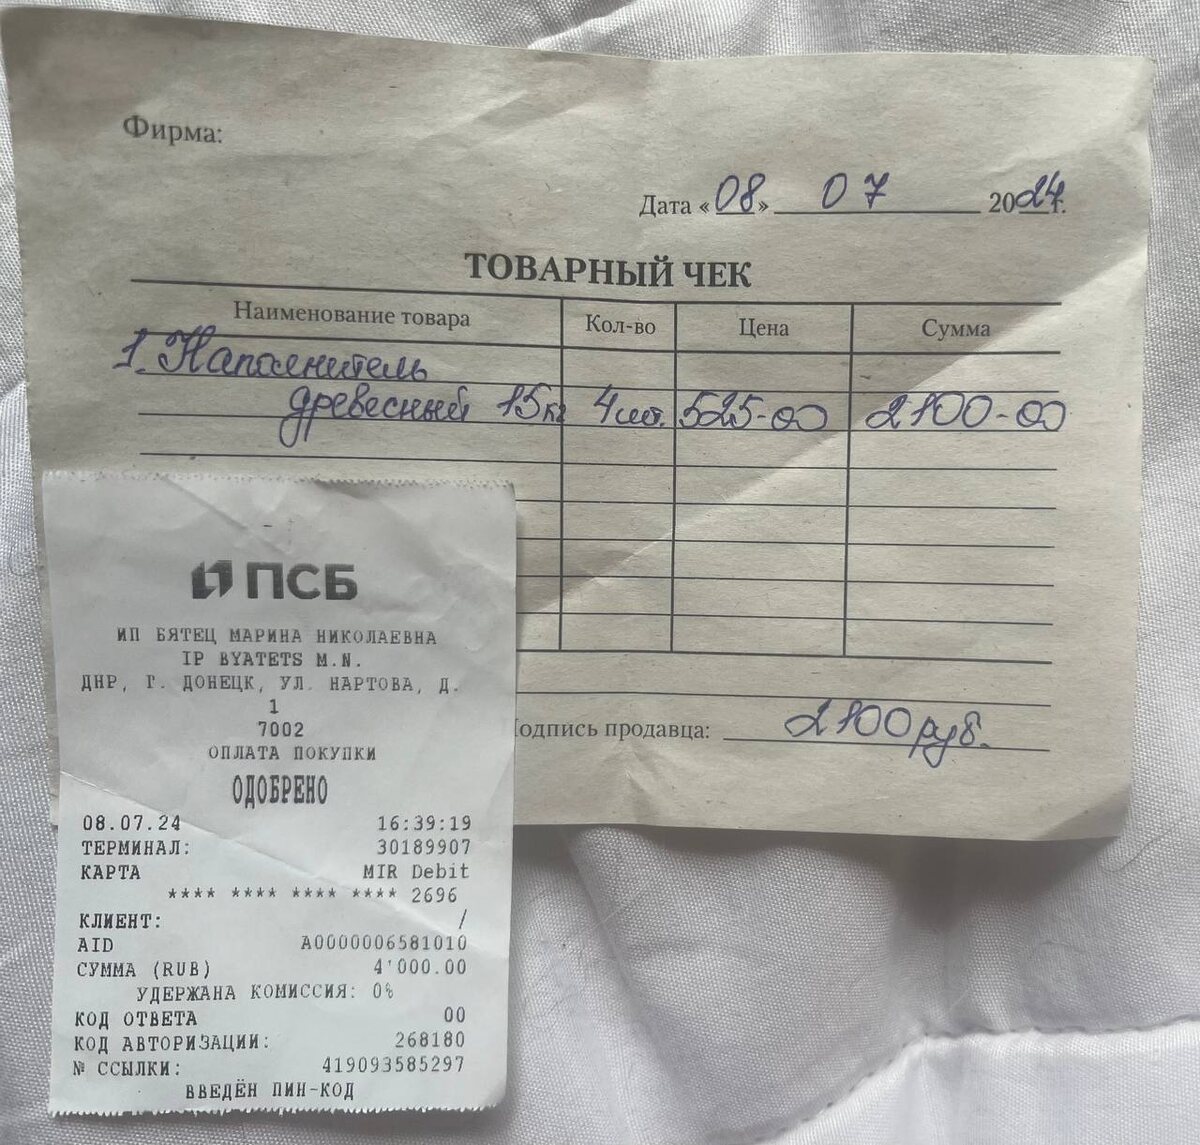 Фирма:
Дата «08» 07 2024г.
ТОВАРНЫЙ ЧЕК
Наименование товара Кол-во Цена Сумма
1. Наполнитель
древесный 15кг 4шт. 525-00 2100-00
Подпись продавца: 2100руб.
ПСБ
ИП БЯТЕЦ МАРИНА НИКОЛАЕВНА
IP BYATETS M.N.
ДНР, Г. ДОНЕЦК, УЛ. НАРТОВА, Д.
1
7002
ОПЛАТА ПОКУПКИ
ОДОБРЕНО
08.07.24 16:39:19
ТЕРМИНАЛ: 30189907
КАРТА MIR Debit
**** **** **** **** 2696
КЛИЕНТ: /
AID A0000006581010
СУММА (RUB) 4'000.00
УДЕРЖАНА КОМИССИЯ: 0%
КОД ОТВЕТА 00
КОД АВТОРИЗАЦИИ: 268180
№ ССЫЛКИ: 419093585297
ВВЕДЁН ПИН-КОД